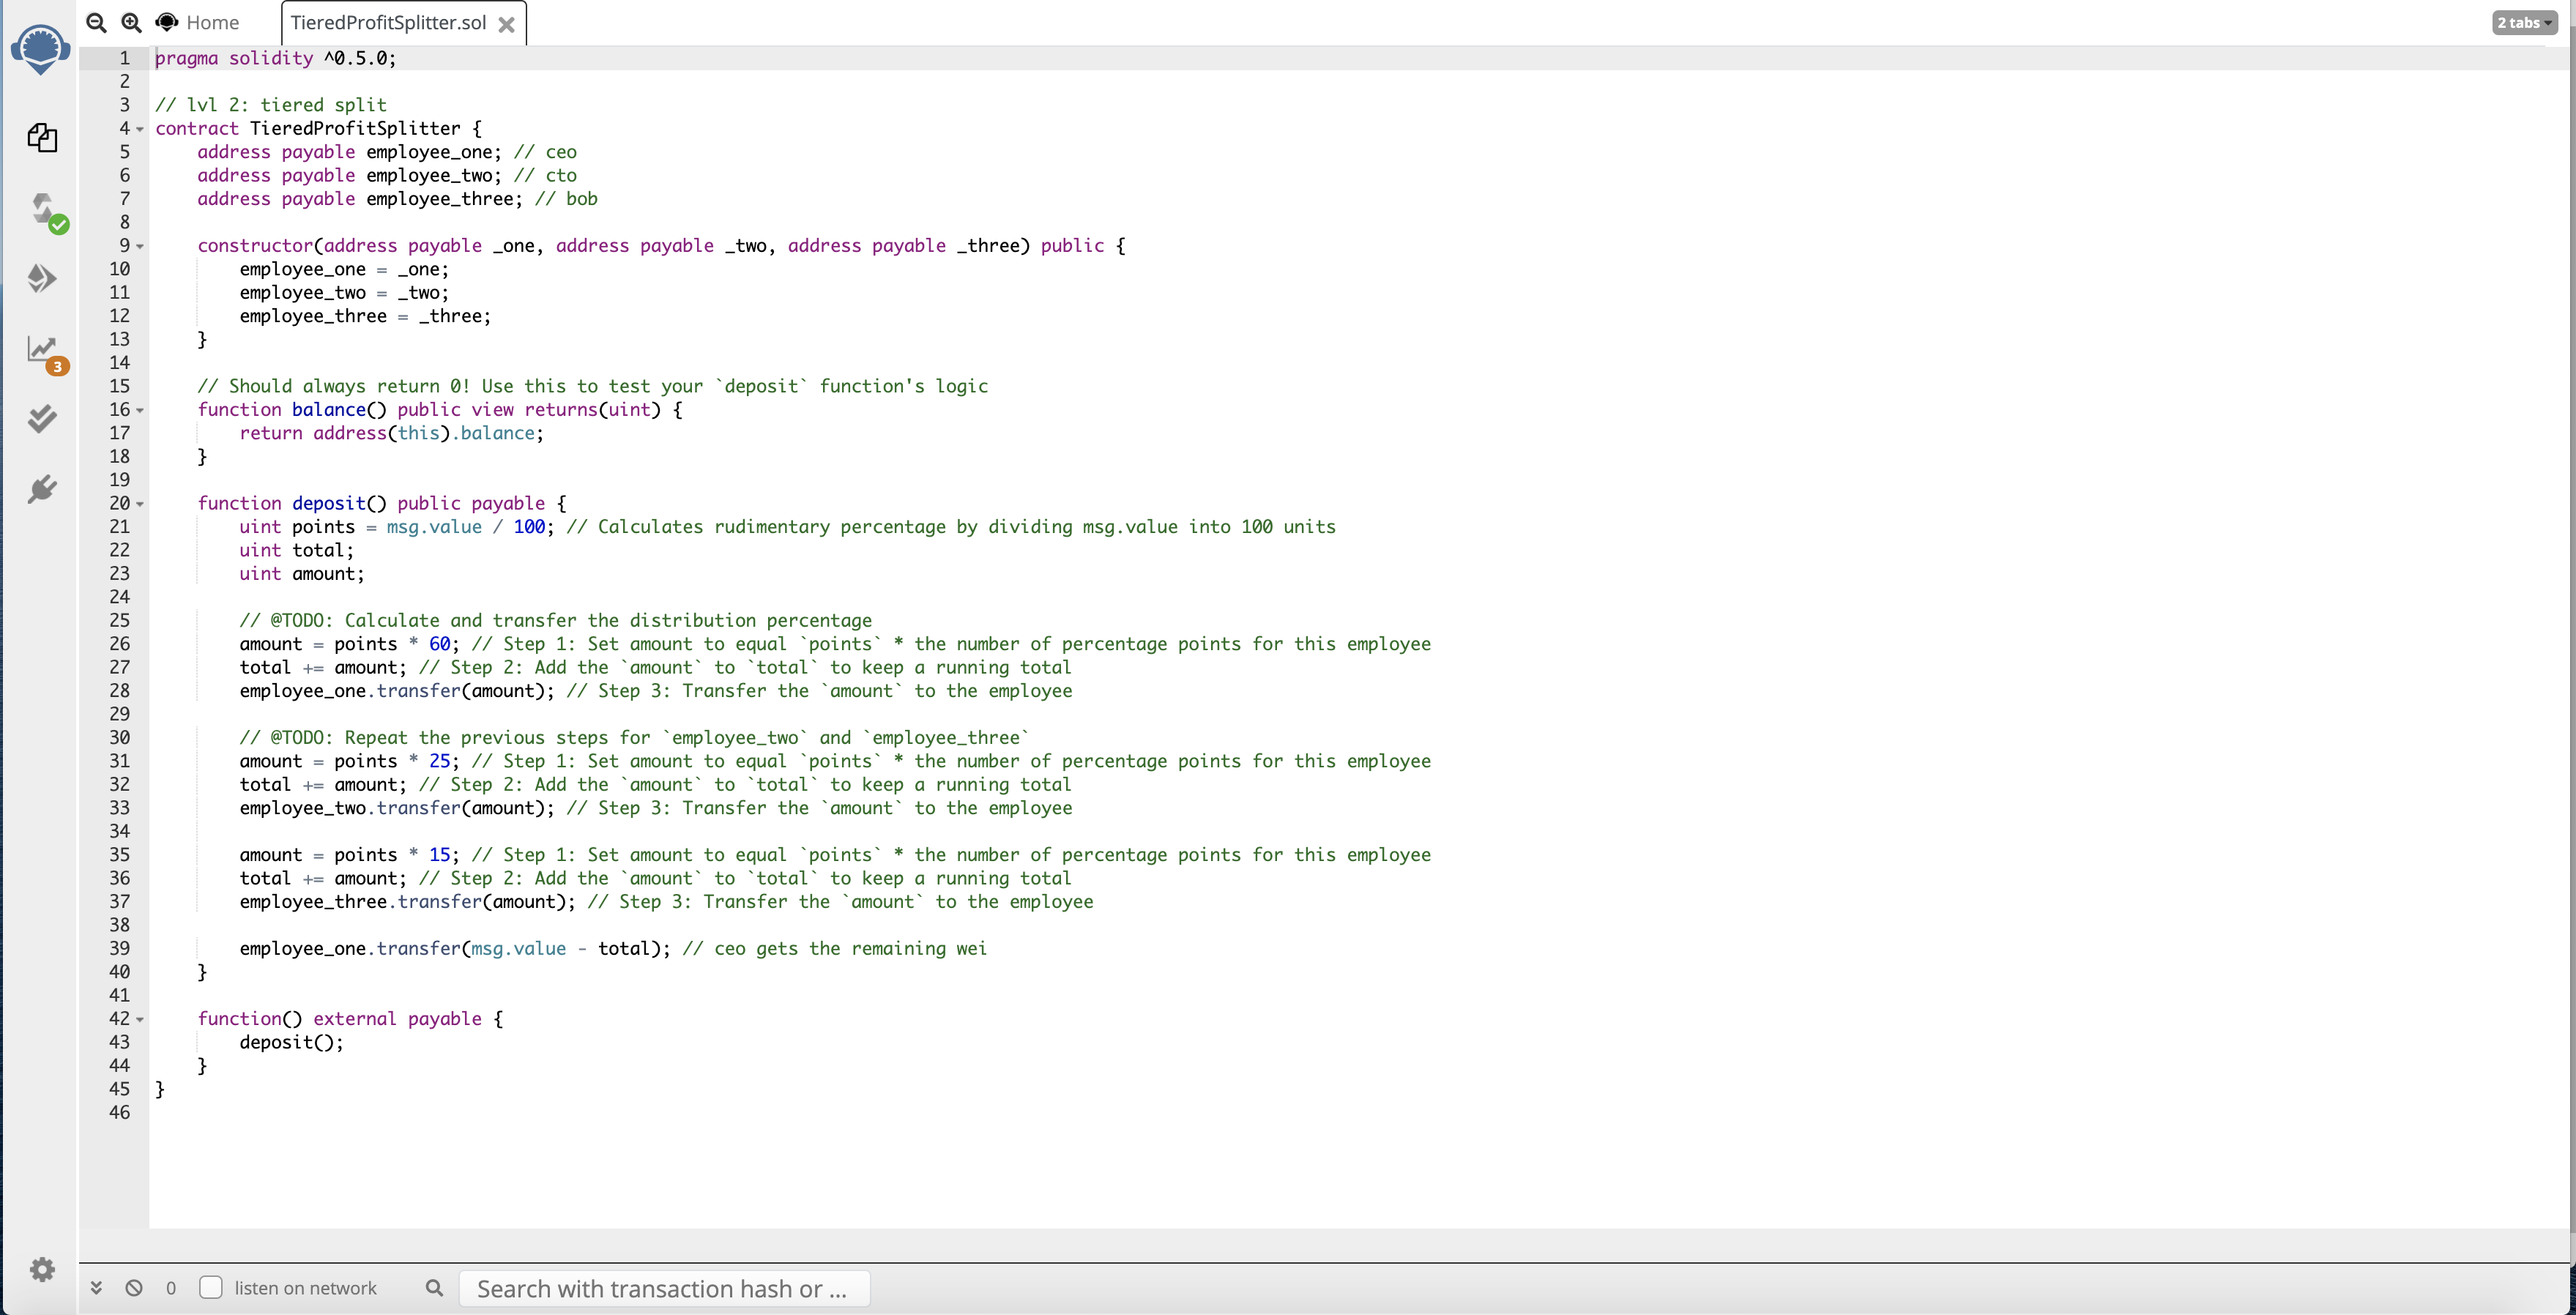 Home TieredProfitSplitter.sol 2 tabs
1 pragma solidity ^0.5.0;
2
3 // lvl 2: tiered split
4 contract TieredProfitSplitter {
5 address payable employee_one; // ceo
6 address payable employee_two; // cto
7 address payable employee_three; // bob
8
9 constructor(address payable _one, address payable _two, address payable _three) public {
10 employee_one = _one;
11 employee_two = _two;
12 employee_three = _three;
13 }
14
15 // Should always return 0! Use this to test your `deposit` function's logic
16 function balance() public view returns(uint) {
17 return address(this).balance;
18 }
19
20 function deposit() public payable {
21 uint points = msg.value / 100; // Calculates rudimentary percentage by dividing msg.value into 100 units
22 uint total;
23 uint amount;
24
25 // @TODO: Calculate and transfer the distribution percentage
26 amount = points * 60; // Step 1: Set amount to equal `points` * the number of percentage points for this employee
27 total += amount; // Step 2: Add the `amount` to `total` to keep a running total
28 employee_one.transfer(amount); // Step 3: Transfer the `amount` to the employee
29
30 // @TODO: Repeat the previous steps for `employee_two` and `employee_three`
31 amount = points * 25; // Step 1: Set amount to equal `points` * the number of percentage points for this employee
32 total += amount; // Step 2: Add the `amount` to `total` to keep a running total
33 employee_two.transfer(amount); // Step 3: Transfer the `amount` to the employee
34
35 amount = points * 15; // Step 1: Set amount to equal `points` * the number of percentage points for this employee
36 total += amount; // Step 2: Add the `amount` to `total` to keep a running total
37 employee_three.transfer(amount); // Step 3: Transfer the `amount` to the employee
38
39 employee_one.transfer(msg.value - total); // ceo gets the remaining wei
40 }
41
42 function() external payable {
43 deposit();
44 }
45 }
46
3
0 listen on network Search with transaction hash or ...